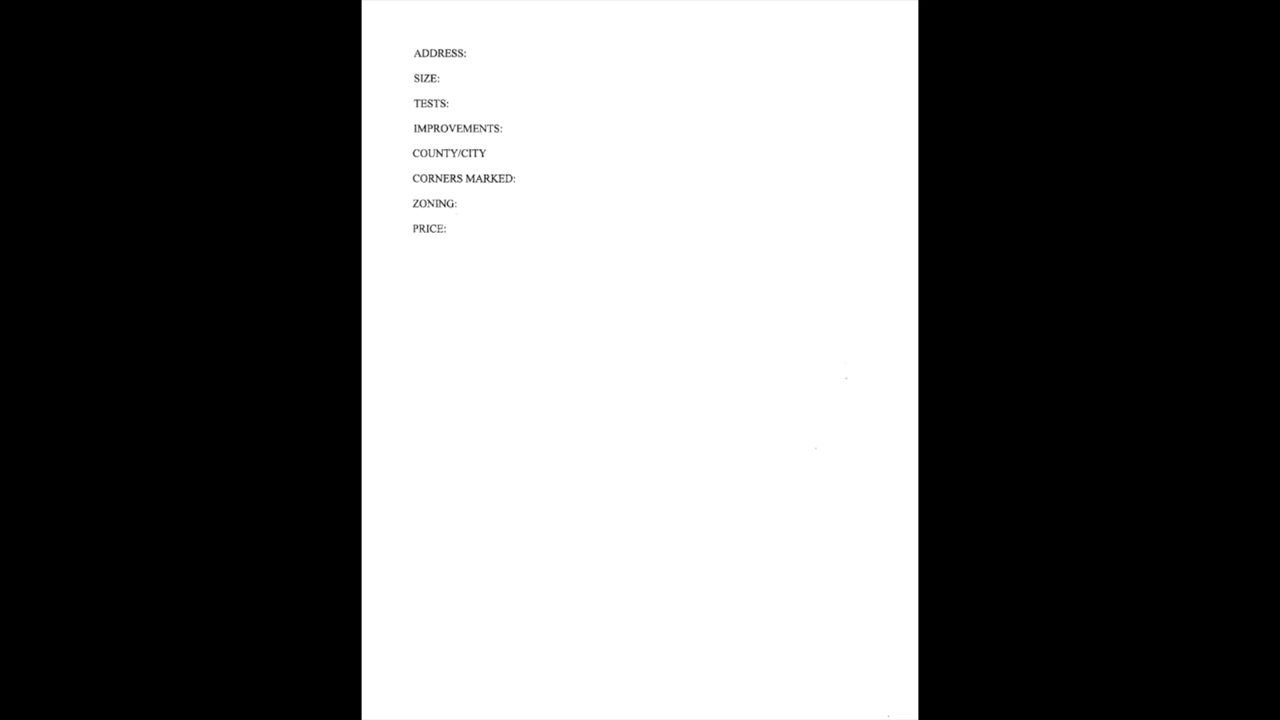 ADDRESS:
SIZE:
TESTS:
IMPROVEMENTS:
COUNTY/CITY
CORNERS MARKED:
ZONING:
PRICE: